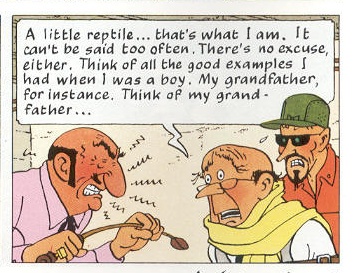 A little reptile... that's what I am. It
can't be said too often. There's no excuse,
either. Think of all the good examples I
had when I was a boy. My grandfather,
for instance. Think of my grand-
father...